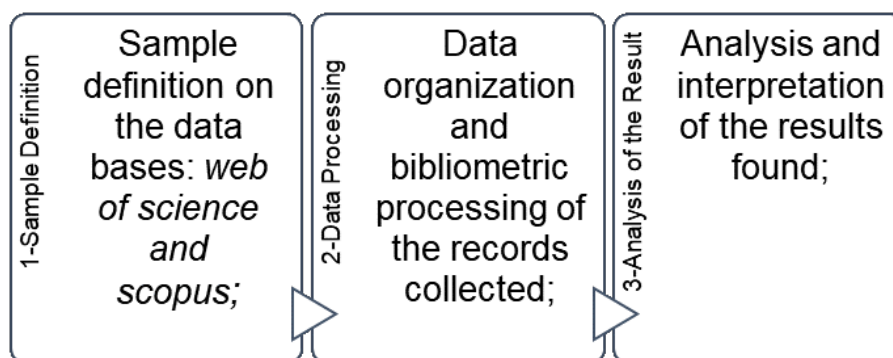 1-Sample Definition
Sample
definition on
the data
bases: web
of science
and
scopus;
2-Data Processing
Data
organization
and
bibliometric
processing of
the records
collected;
3-Analysis of the Result
Analysis and
interpretation
of the results
found;